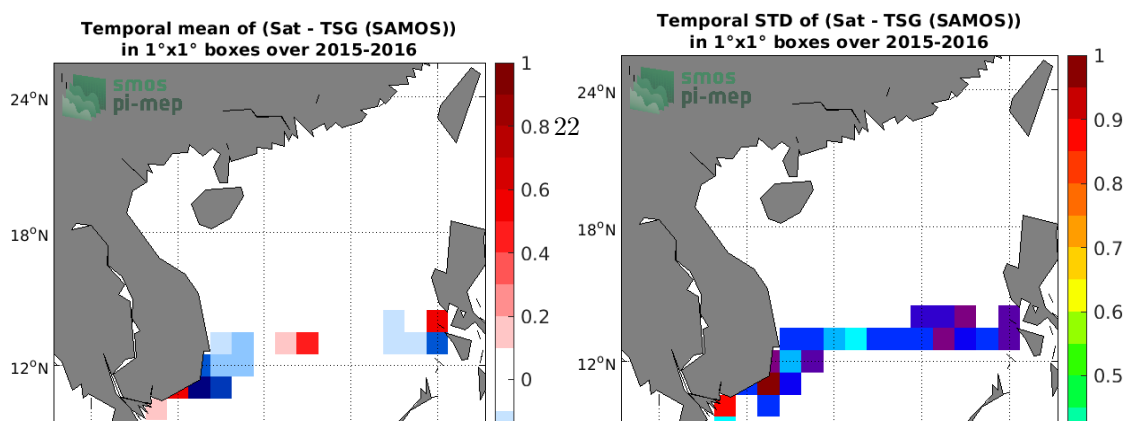 Temporal mean of (Sat - TSG (SAMOS))
in 1°x1° boxes over 2015-2016
smos
pi-mep
24°N
18°N
12°N
1
0.8
0.6
0.4
0.2
0
22
Temporal STD of (Sat - TSG (SAMOS))
in 1°x1° boxes over 2015-2016
smos
pi-mep
24°N
18°N
12°N
1
0.9
0.8
0.7
0.6
0.5